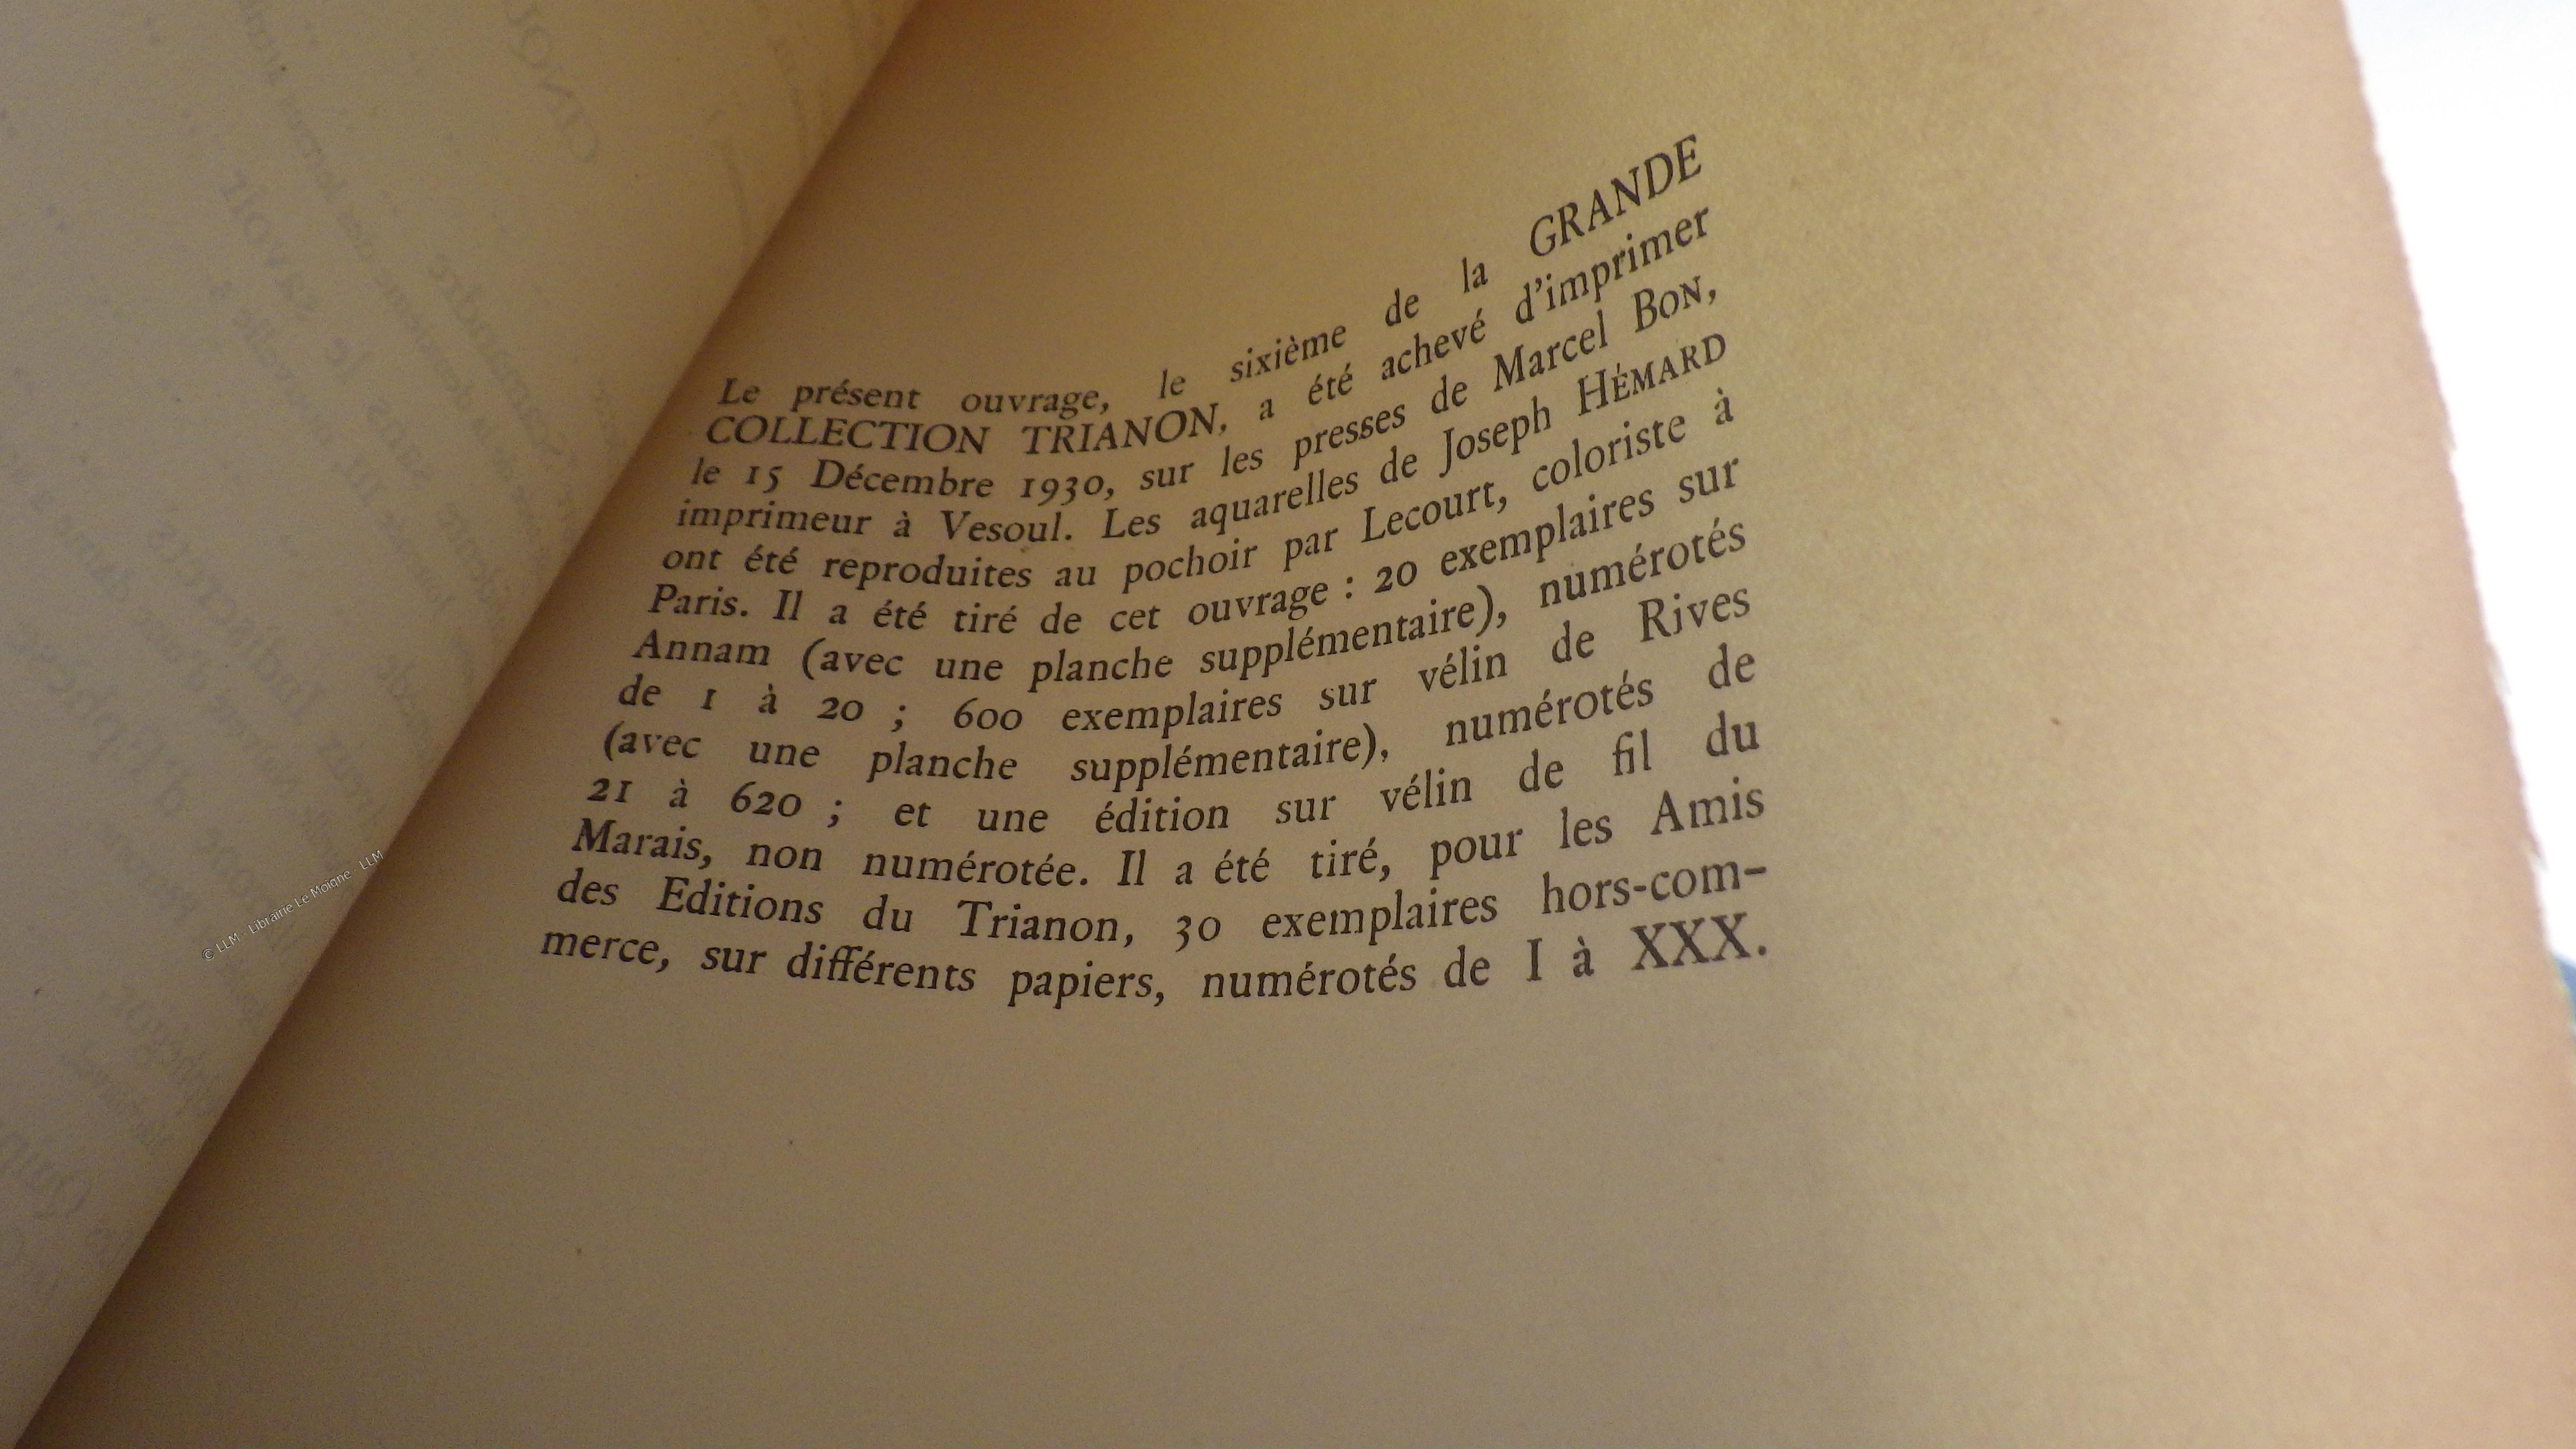 Le présent ouvrage, le sixième de la GRANDE
COLLECTION TRIANON, a été achevé d'imprimer
le 15 Décembre 1930, sur les presses de Marcel BON,
imprimeur à Vesoul. Les aquarelles de Joseph HÉMARD
ont été reproduites au pochoir par Lecourt, coloriste à
Paris. Il a été tiré de cet ouvrage : 20 exemplaires sur
Annam (avec une planche supplémentaire), numérotés
de 1 à 20 ; 600 exemplaires sur vélin de Rives
(avec une planche supplémentaire), numérotés de
21 à 620 ; et une édition sur vélin de fil du
Marais, non numérotée. Il a été tiré, pour les Amis
des Editions du Trianon, 30 exemplaires hors-com-
merce, sur différents papiers, numérotés de I à XXX.
© LLM - Librairie Le Moigne - LLM